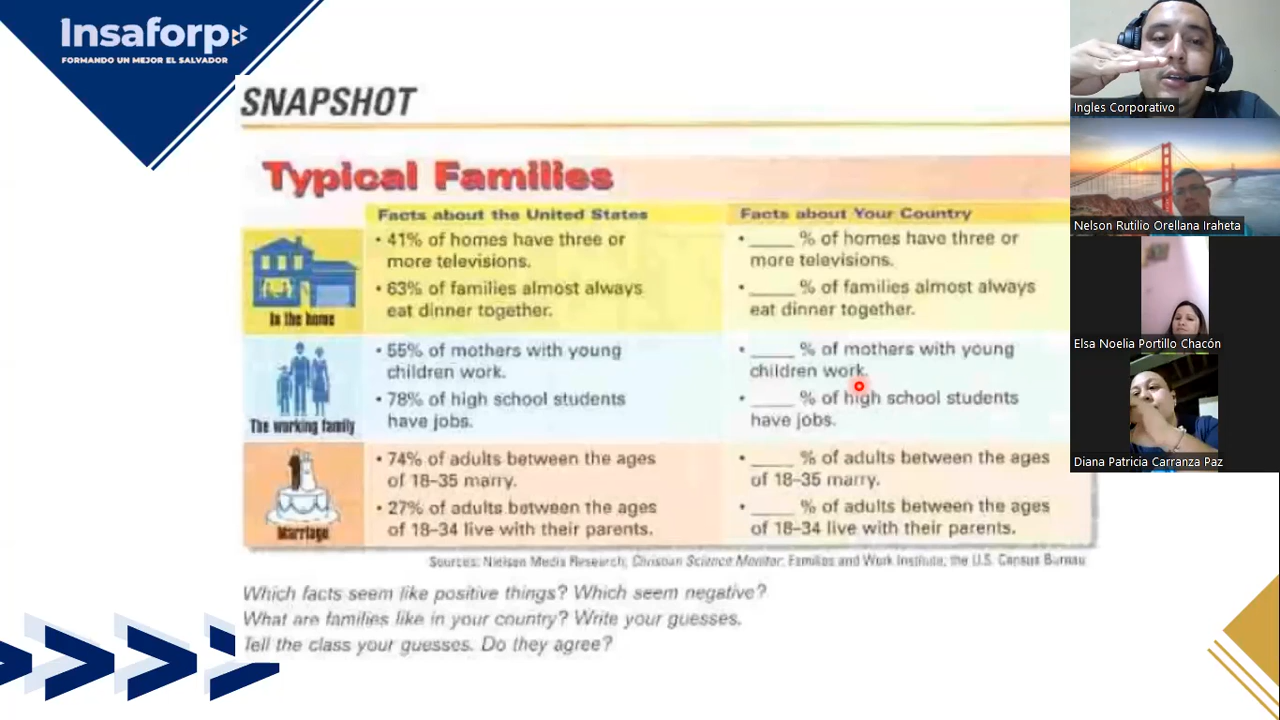 Insaforp
FORMANDO UN MEJOR EL SALVADOR
SNAPSHOT
Typical Families
Facts about the United States
Facts about Your Country
In the home
• 41% of homes have three or
more televisions.
• 63% of families almost always
eat dinner together.
• ____ % of homes have three or
more televisions.
• ____ % of families almost always
eat dinner together.
The working family
• 55% of mothers with young
children work.
• 78% of high school students
have jobs.
• ____ % of mothers with young
children work.
• ____ % of high school students
have jobs.
Marriage
• 74% of adults between the ages
of 18–35 marry.
• 27% of adults between the ages
of 18–34 live with their parents.
• ____ % of adults between the ages
of 18–35 marry.
• ____ % of adults between the ages
of 18–34 live with their parents.
Sources: Nielsen Media Research; Christian Science Monitor; Families and Work Institute; the U.S. Census Bureau
Which facts seem like positive things? Which seem negative?
What are families like in your country? Write your guesses.
Tell the class your guesses. Do they agree?
Ingles Corporativo
Nelson Rutilio Orellana Iraheta
Elsa Noelia Portillo Chacón
Diana Patricia Carranza Paz